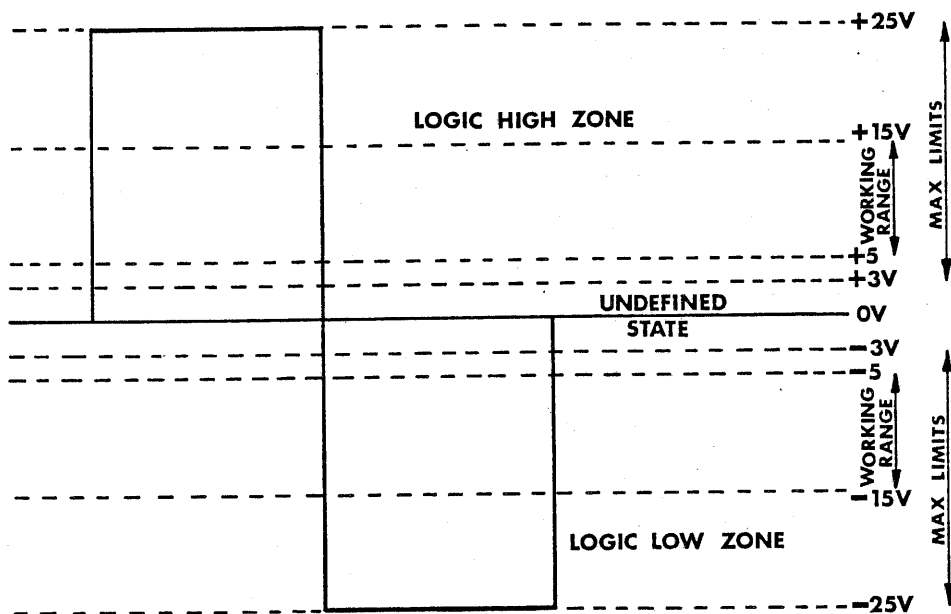 +25V
LOGIC HIGH ZONE
+15V
WORKING
RANGE
MAX LIMITS
+5
+3V
UNDEFINED
STATE
0V
-3V
-5
WORKING
RANGE
MAX LIMITS
-15V
LOGIC LOW ZONE
-25V